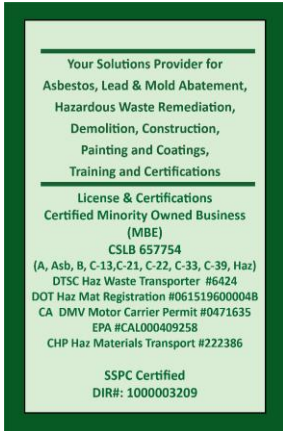 Your Solutions Provider for
Asbestos, Lead & Mold Abatement,
Hazardous Waste Remediation,
Demolition, Construction,
Painting and Coatings,
Training and Certifications
License & Certifications
Certified Minority Owned Business
(MBE)
CSLB 657754
(A, Asb, B, C-13,C-21, C-22, C-33, C-39, Haz)
DTSC Haz Waste Transporter #6424
DOT Haz Mat Registration #061519600004B
CA DMV Motor Carrier Permit #0471635
EPA #CAL000409258
CHP Haz Materials Transport #222386
SSPC Certified
DIR#: 1000003209